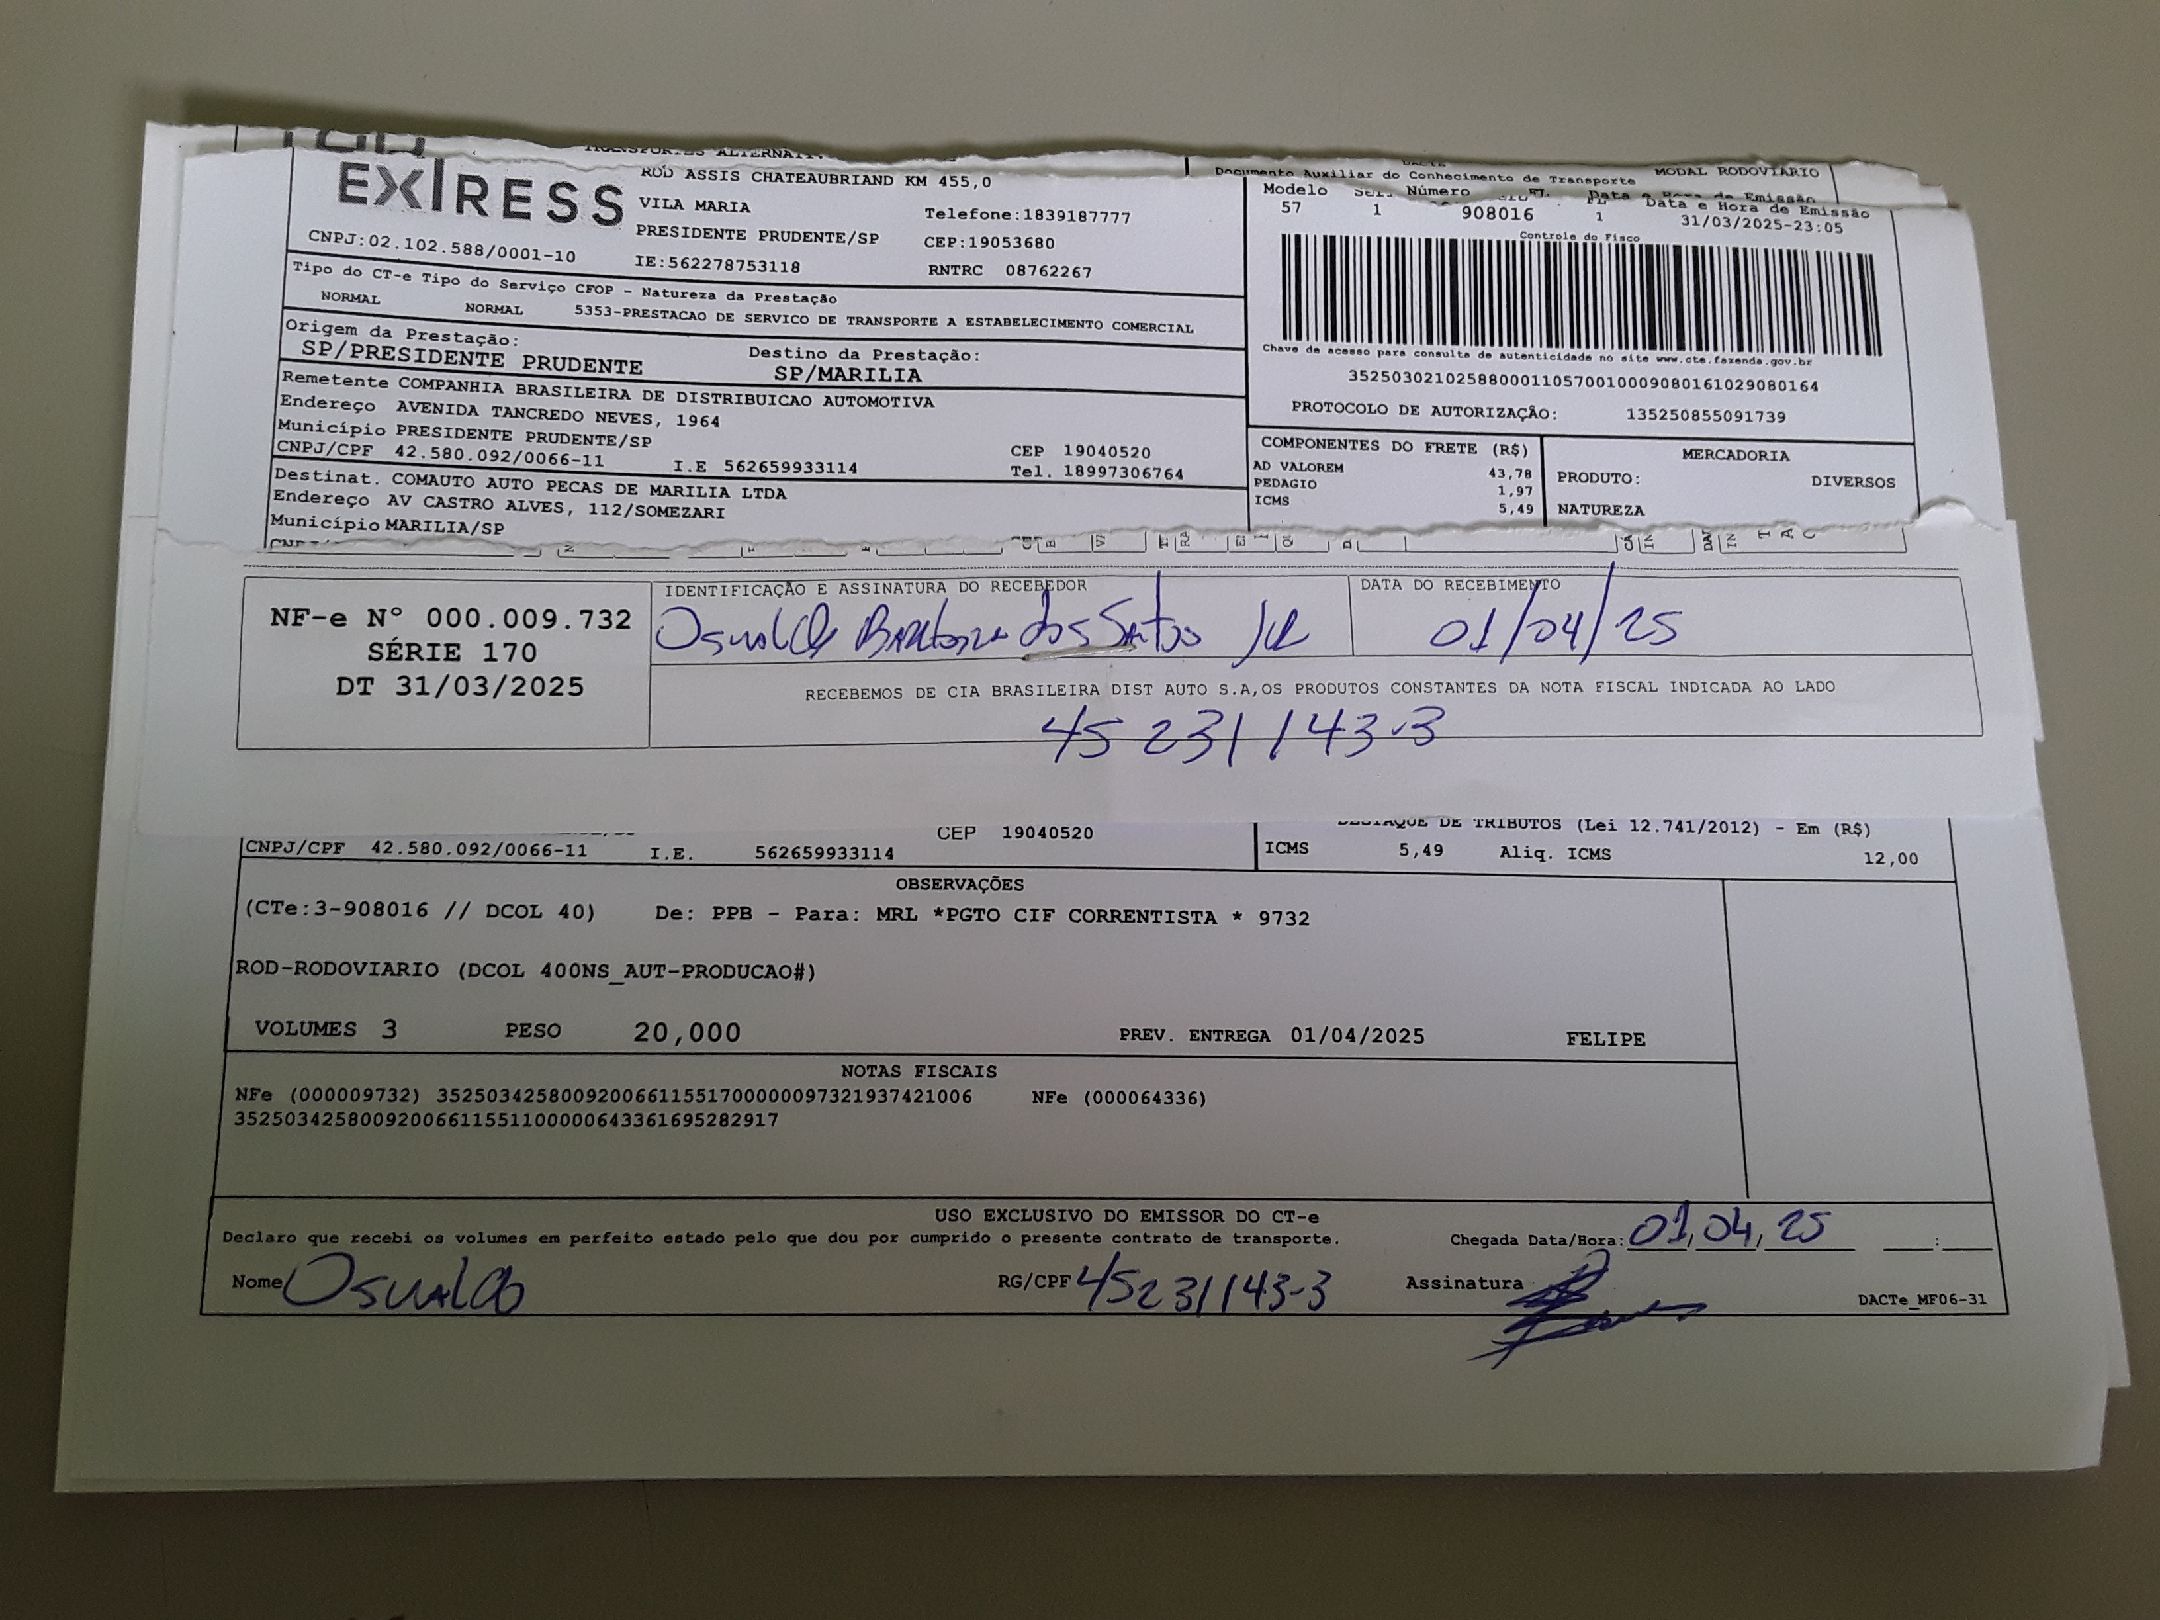 EXPRESS
ROD ASSIS CHATEAUBRIAND KM 455,0
VILA MARIA Telefone:1839187777
PRESIDENTE PRUDENTE/SP CEP:19053680
CNPJ:02.102.588/0001-10 IE:562278753118 RNTRC 08762267
Documento Auxiliar do Conhecimento de Transporte MODAL RODOVIARIO
Modelo Número Data e Hora de Emissão
57 1 908016 1 31/03/2025-23:05
Controle do Fisco
Chave de acesso para consulta de autenticidade no site www.cte.fazenda.gov.br
35250302102588000110570010009080161029080164
PROTOCOLO DE AUTORIZAÇÃO: 135250855091739
Tipo do CT-e Tipo do Serviço CFOP - Natureza da Prestação
NORMAL NORMAL 5353-PRESTACAO DE SERVICO DE TRANSPORTE A ESTABELECIMENTO COMERCIAL
Origem da Prestação: Destino da Prestação:
SP/PRESIDENTE PRUDENTE SP/MARILIA
Remetente COMPANHIA BRASILEIRA DE DISTRIBUICAO AUTOMOTIVA
Endereço AVENIDA TANCREDO NEVES, 1964
Município PRESIDENTE PRUDENTE/SP CEP 19040520
CNPJ/CPF 42.580.092/0066-11 I.E 562659933114 Tel. 18997306764
Destinat. COMAUTO AUTO PECAS DE MARILIA LTDA
Endereço AV CASTRO ALVES, 112/SOMEZARI
Município MARILIA/SP
COMPONENTES DO FRETE (R$) MERCADORIA
AD VALOREM 43,78 PRODUTO: DIVERSOS
PEDAGIO 1,97
ICMS 5,49 NATUREZA
IDENTIFICAÇÃO E ASSINATURA DO RECEBEDOR DATA DO RECEBIMENTO
NF-e Nº 000.009.732 Osvaldo Barbosa dos Santos JR 01/04/25
SÉRIE 170
DT 31/03/2025
RECEBEMOS DE CIA BRASILEIRA DIST AUTO S.A,OS PRODUTOS CONSTANTES DA NOTA FISCAL INDICADA AO LADO
45231143-3
CEP 19040520 DESTAQUE DE TRIBUTOS (Lei 12.741/2012) - Em (R$)
CNPJ/CPF 42.580.092/0066-11 I.E. 562659933114 ICMS 5,49 Aliq. ICMS 12,00
OBSERVAÇÕES
(CTe:3-908016 // DCOL 40) De: PPB - Para: MRL *PGTO CIF CORRENTISTA * 9732
ROD-RODOVIARIO (DCOL 400NS_AUT-PRODUCAO#)
VOLUMES 3 PESO 20,000 PREV. ENTREGA 01/04/2025 FELIPE
NOTAS FISCAIS
NFe (000009732) 35250342580092006611551700000097321937421006 NFe (000064336)
35250342580092006611551100000643361695282917
USO EXCLUSIVO DO EMISSOR DO CT-e
Declaro que recebi os volumes em perfeito estado pelo que dou por cumprido o presente contrato de transporte. Chegada Data/Hora: 01,04,25 :
Nome Osvaldo RG/CPF 45231143-3 Assinatura
DACTe_MF06-31